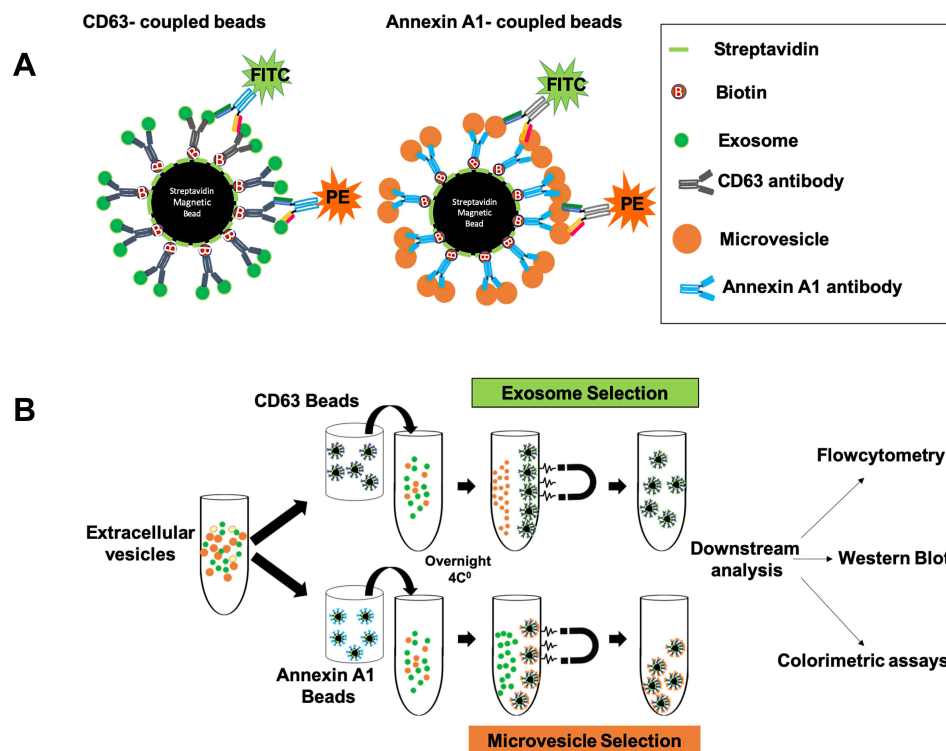 CD63- coupled beads
Annexin A1- coupled beads
A
FITC
FITC
B
B
B
B
B
B
B
B
B
B
Streptavidin
Magnetic
Bead
PE
B
B
B
B
B
B
B
B
B
B
Streptavidin
Magnetic
Bead
PE
Streptavidin
B
Biotin
Exosome
CD63 antibody
Microvesicle
Annexin A1 antibody
B
CD63 Beads
Exosome Selection
Extracellular
vesicles
Overnight
4C⁰
Annexin A1
Beads
Microvesicle Selection
Downstream
analysis
Flowcytometry
Western Blot
Colorimetric assays